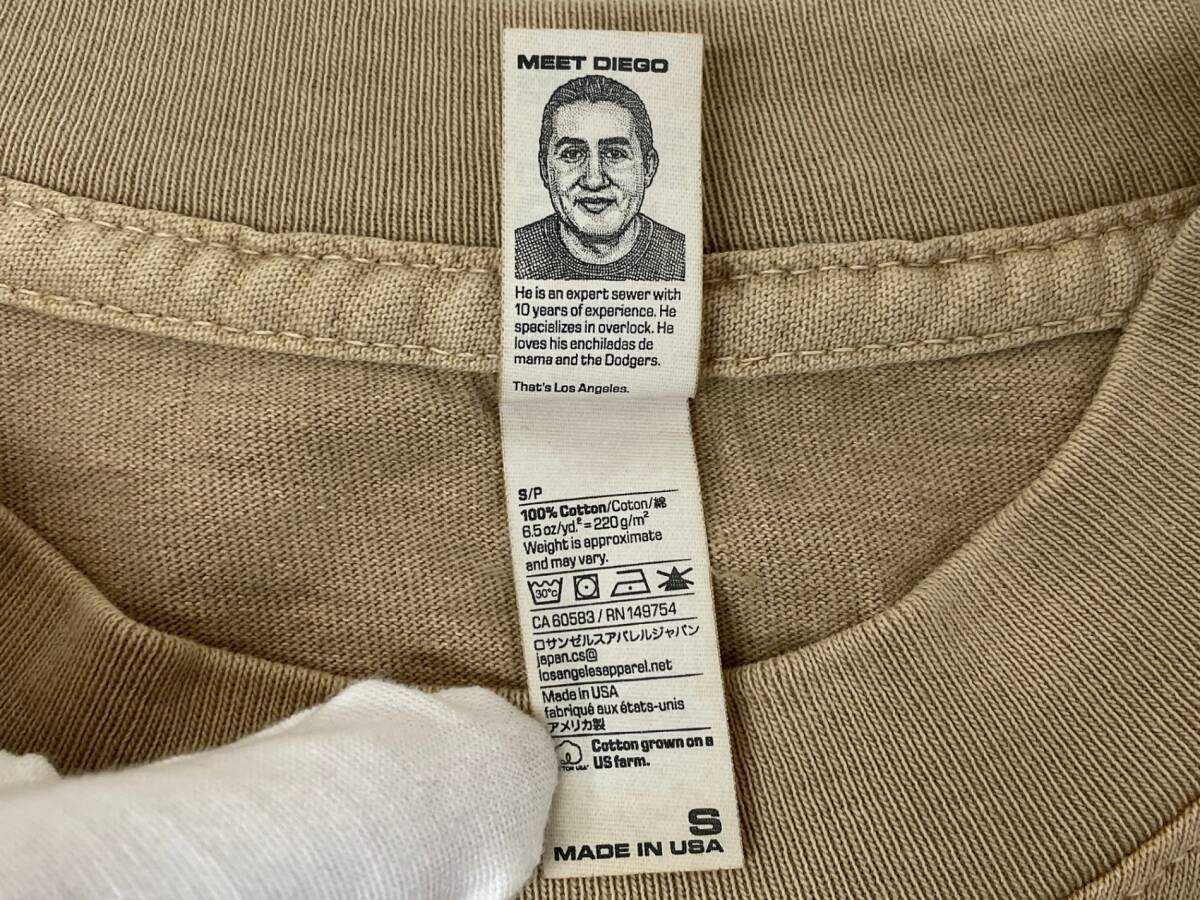 MEET DIEGO
He is an expert sewer with
10 years of experience. He
specializes in overlock. He
loves his enchiladas de
mama and the Dodgers.
That's Los Angeles.
S/P
100% Cotton/Coton/綿
6.5 oz/yd.² = 220 g/m²
Weight is approximate
and may vary.
30°C
CA 60583 / RN 149754
ロサンゼルスアパレルジャパン
japan.cs@
losangelesapparel.net
Made in USA
fabriqué aux états-unis
アメリカ製
Cotton grown on a
US farm.
S
MADE IN USA